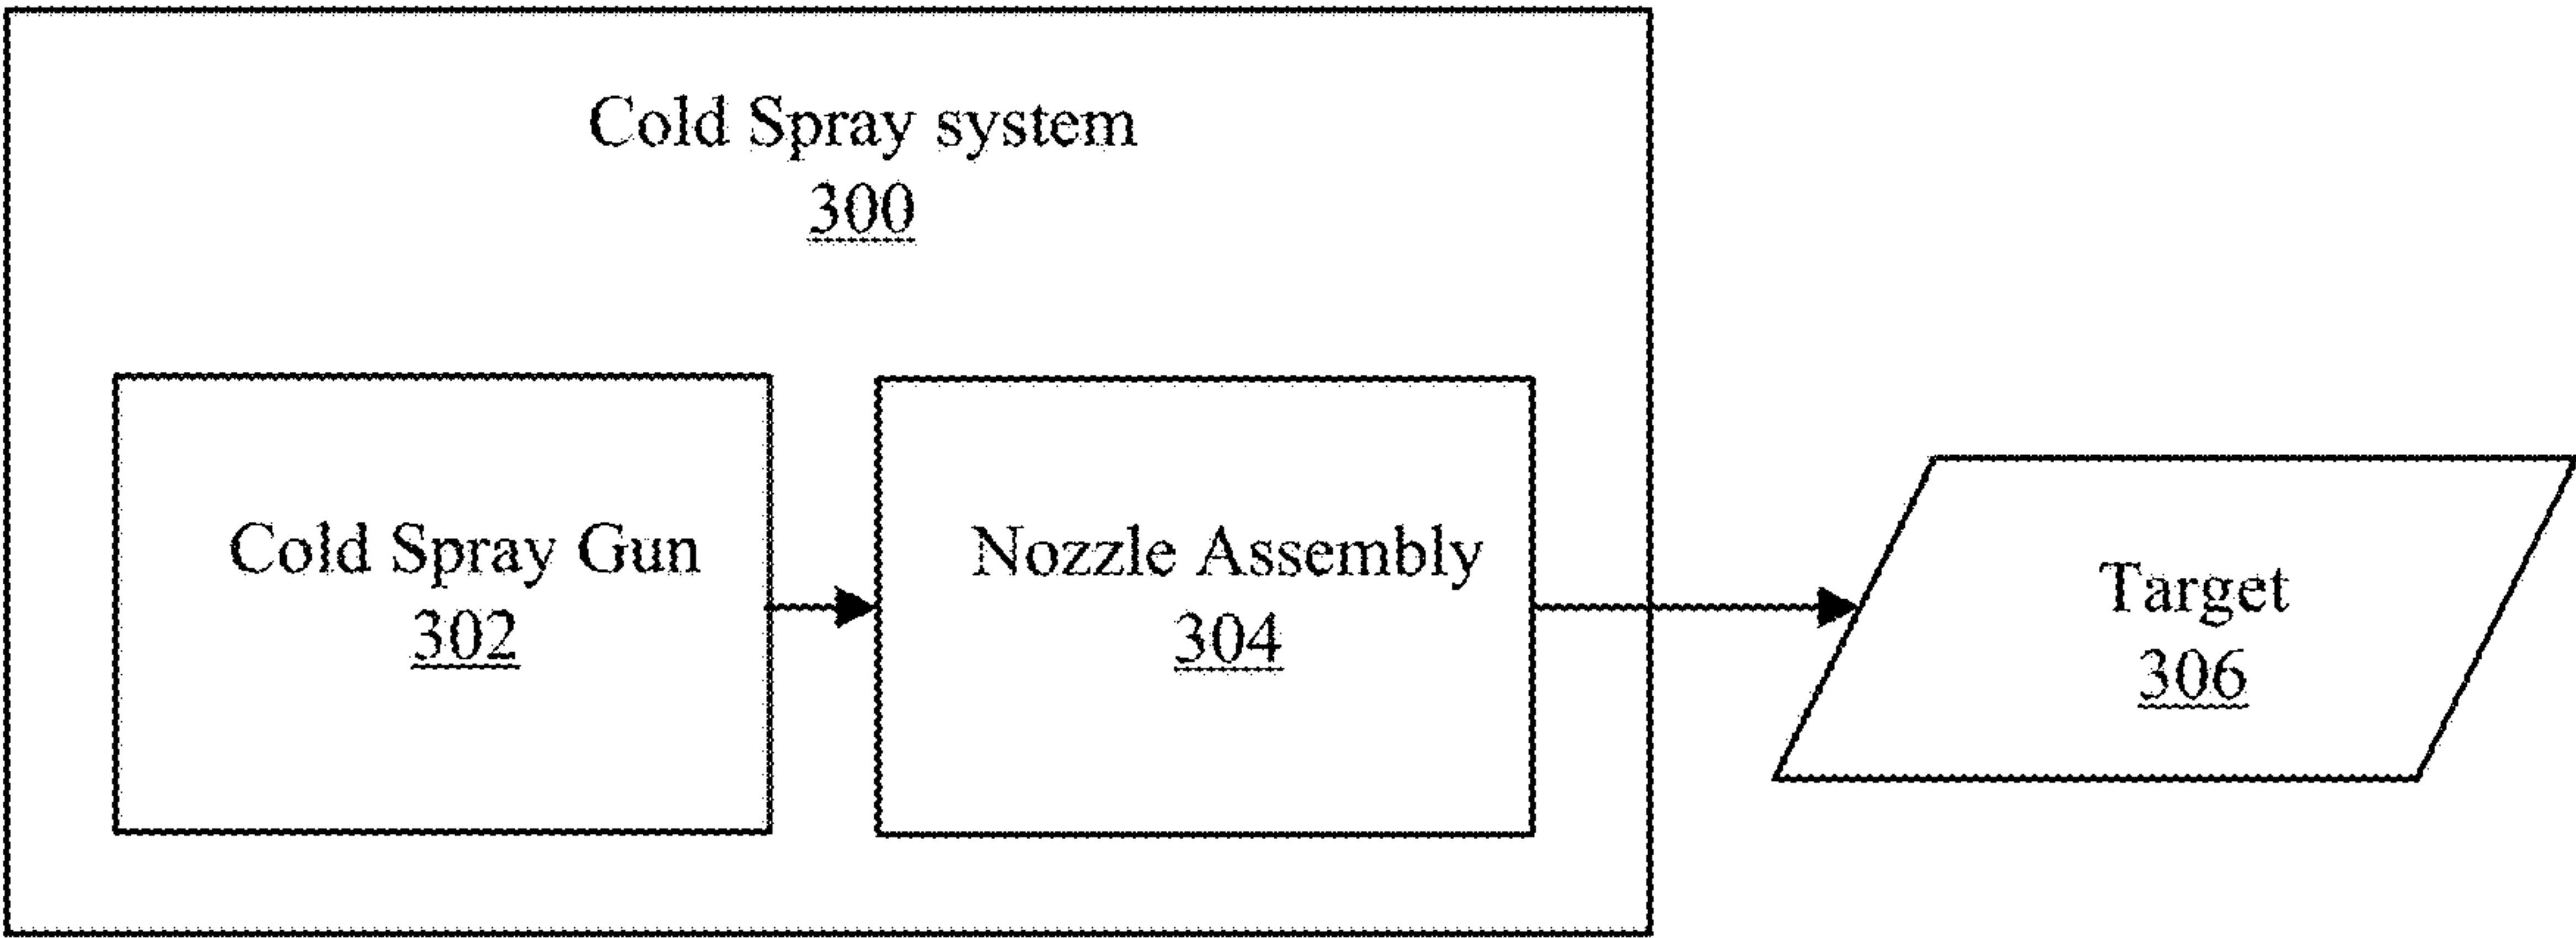 Cold Spray system
300
Cold Spray Gun
302
Nozzle Assembly
304
Target
306